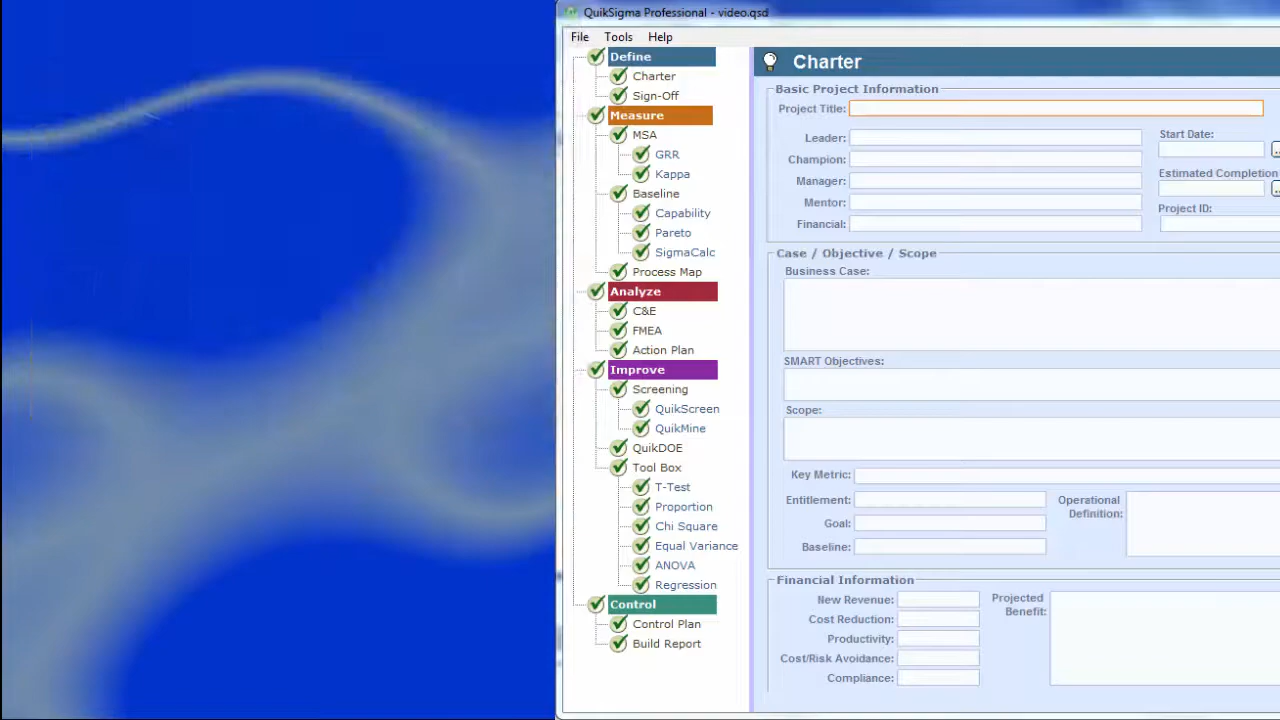 QuikSigma Professional - video.qsd
File Tools Help
Define
Charter
Sign-Off
Measure
MSA
GRR
Kappa
Baseline
Capability
Pareto
SigmaCalc
Process Map
Analyze
C&E
FMEA
Action Plan
Improve
Screening
QuikScreen
QuikMine
QuikDOE
Tool Box
T-Test
Proportion
Chi Square
Equal Variance
ANOVA
Regression
Control
Control Plan
Build Report
Charter
Basic Project Information
Project Title:
Leader:
Champion:
Manager:
Mentor:
Financial:
Start Date:
Estimated Completion
Project ID:
Case / Objective / Scope
Business Case:
SMART Objectives:
Scope:
Key Metric:
Entitlement:
Goal:
Baseline:
Operational
Definition:
Financial Information
New Revenue:
Cost Reduction:
Productivity:
Cost/Risk Avoidance:
Compliance:
Projected
Benefit: